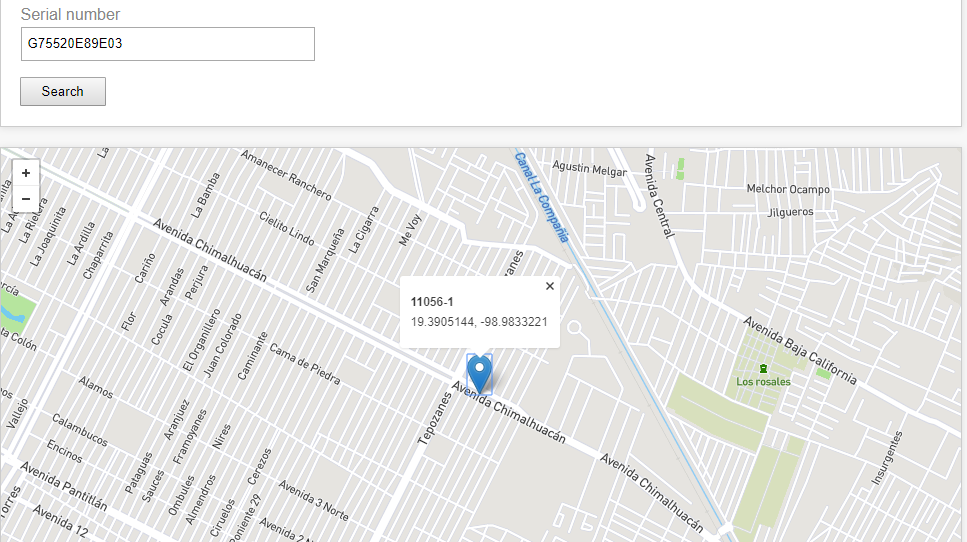 Serial number
G75520E89E03
Search
+
−
Amanecer Ranchero
Canal La Compañia
Agustin Melgar
Avenida Central
Melchor Ocampo
Jilgueros
La Bamba
La Rielera
La Joaquinita
La Ardilla
Chaparrita
Avenida Chimalhuacán
Cielito Lindo
San Marqueña
La Cigarra
Me Voy
Cariño
Arandas
Perjura
×
11056-1
19.3905144, -98.9833221
Flor
Cocula
El Organillero
Juan Colorado
Caminante
Cama de Piedra
Avenida Baja California
Los rosales
Alamos
Vallejo
Calambucos
Encinos
Aranjuez
Framoyanes
Nires
Tepozanes
Avenida Chimalhuacán
Avenida Chimalhuacán
Insurgentes
Avenida Pantitlán
Pataguas
Sauces
Ombules
Almendros
Cerezos
Ciruelos
Poniente 29
Avenida 3 Norte
Avenida 12